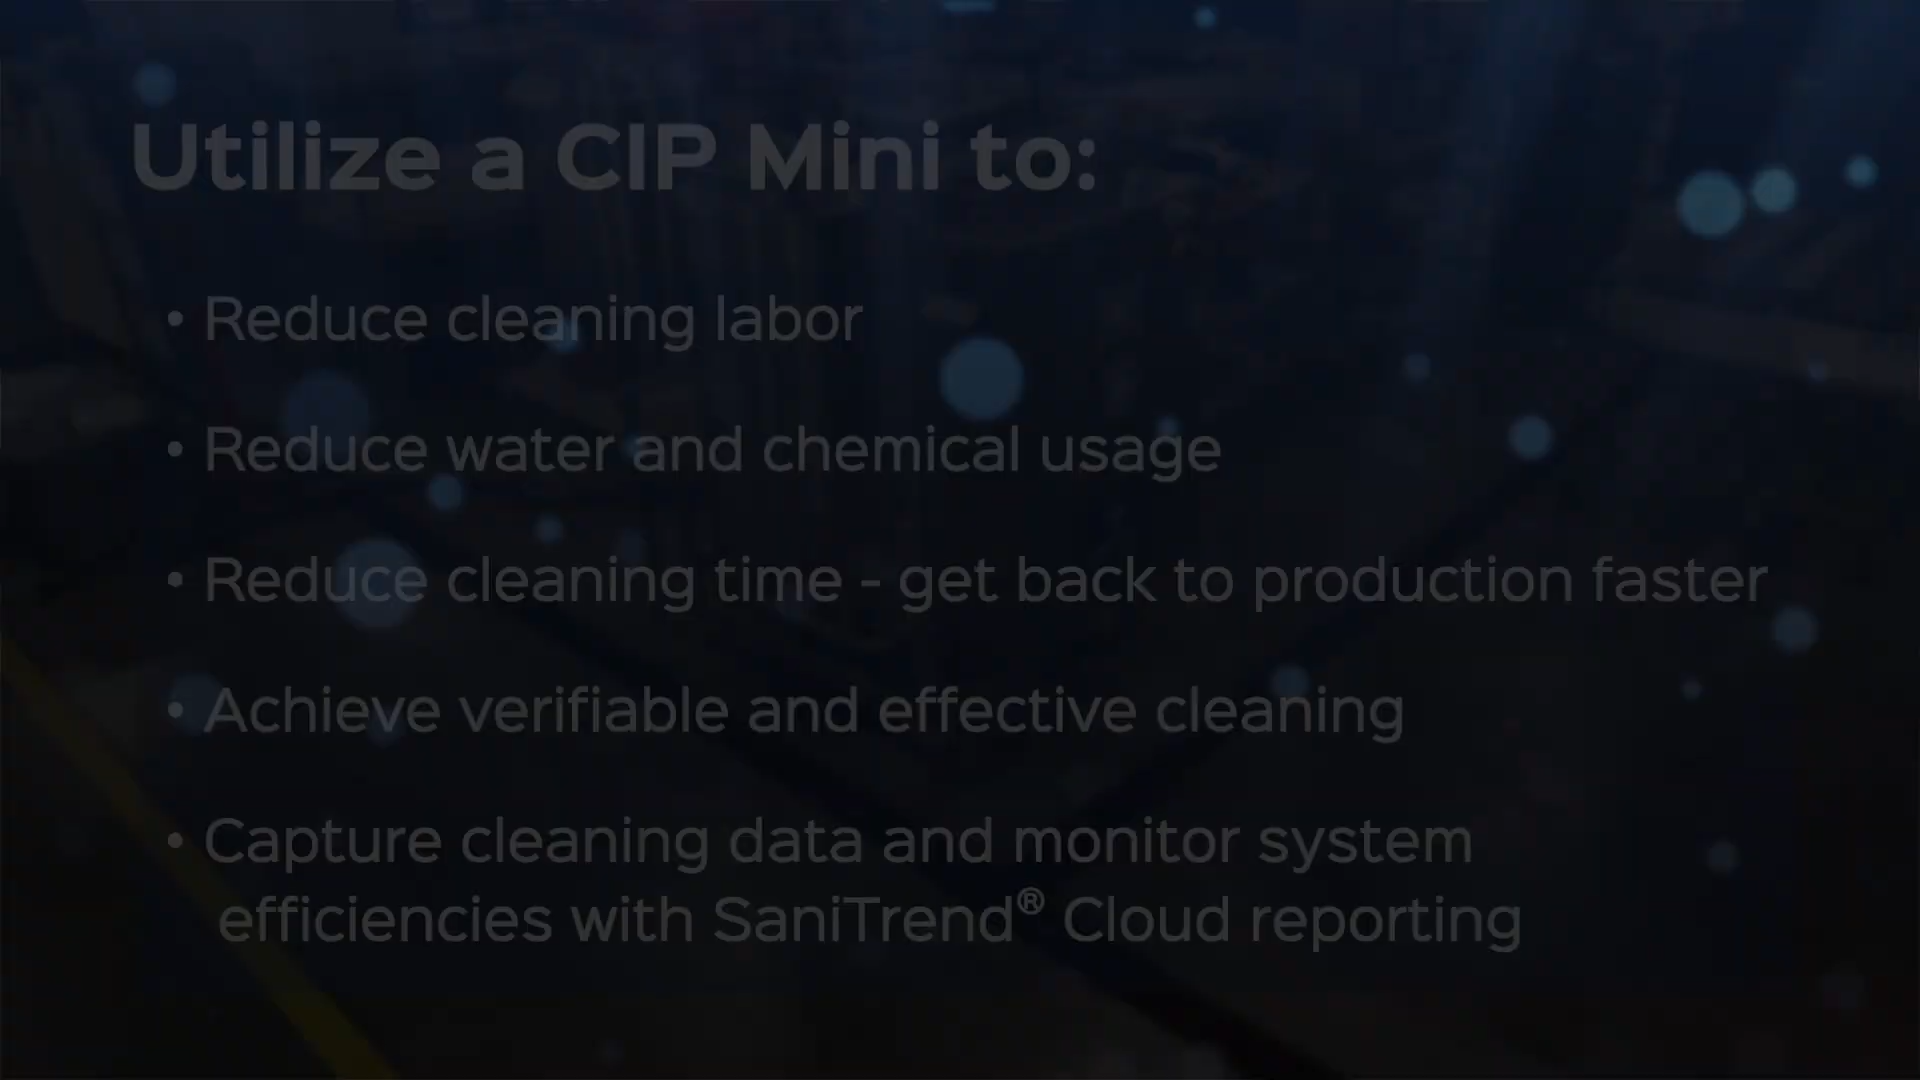 Utilize a CIP Mini to:
• Reduce cleaning labor
• Reduce water and chemical usage
• Reduce cleaning time - get back to production faster
• Achieve verifiable and effective cleaning
• Capture cleaning data and monitor system
efficiencies with SaniTrend® Cloud reporting